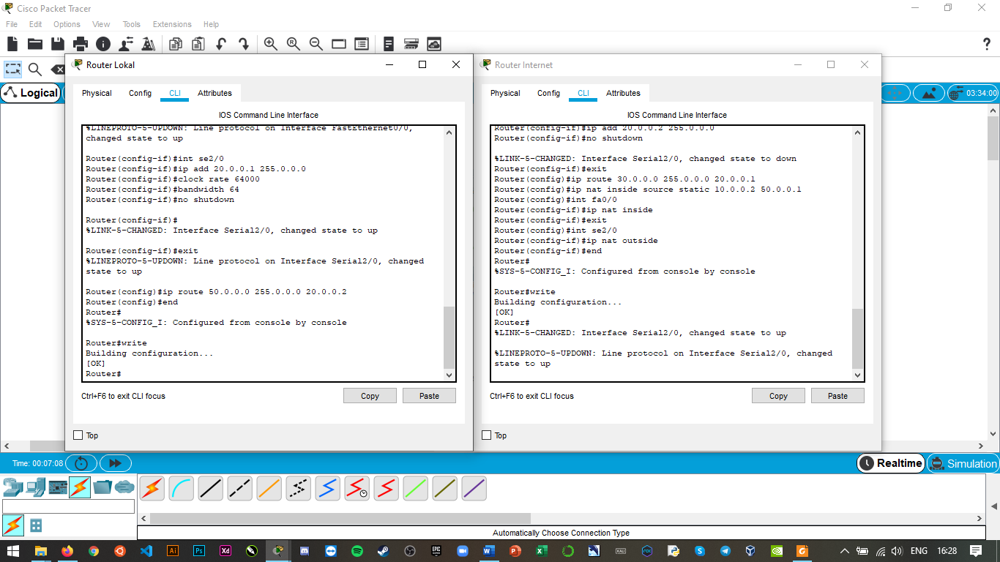 Cisco Packet Tracer
File Edit Options View Tools Extensions Help
Logical
03:34:00
Router Lokal
Physical Config CLI Attributes
IOS Command Line Interface
%LINEPROTO-5-UPDOWN: Line protocol on Interface FastEthernet0/0,
changed state to up
Router(config-if)#int se2/0
Router(config-if)#ip add 20.0.0.1 255.0.0.0
Router(config-if)#clock rate 64000
Router(config-if)#bandwidth 64
Router(config-if)#no shutdown
Router(config-if)#
%LINK-5-CHANGED: Interface Serial2/0, changed state to up
Router(config-if)#exit
%LINEPROTO-5-UPDOWN: Line protocol on Interface Serial2/0, changed
state to up
Router(config)#ip route 50.0.0.0 255.0.0.0 20.0.0.2
Router(config)#end
Router#
%SYS-5-CONFIG_I: Configured from console by console
Router#write
Building configuration...
[OK]
Router#
Ctrl+F6 to exit CLI focus
Copy
Paste
Top
Router Internet
Physical Config CLI Attributes
IOS Command Line Interface
Router(config-if)#ip add 20.0.0.2 255.0.0.0
Router(config-if)#no shutdown
%LINK-5-CHANGED: Interface Serial2/0, changed state to down
Router(config-if)#exit
Router(config)#ip route 30.0.0.0 255.0.0.0 20.0.0.1
Router(config)#ip nat inside source static 10.0.0.2 50.0.0.1
Router(config)#int fa0/0
Router(config-if)#ip nat inside
Router(config-if)#exit
Router(config)#int se2/0
Router(config-if)#ip nat outside
Router(config-if)#end
Router#
%SYS-5-CONFIG_I: Configured from console by console
Router#write
Building configuration...
[OK]
Router#
%LINK-5-CHANGED: Interface Serial2/0, changed state to up
%LINEPROTO-5-UPDOWN: Line protocol on Interface Serial2/0, changed
state to up
Ctrl+F6 to exit CLI focus
Copy
Paste
Top
Time: 00:07:08
Realtime
Simulation
Automatically Choose Connection Type
ENG 16:28